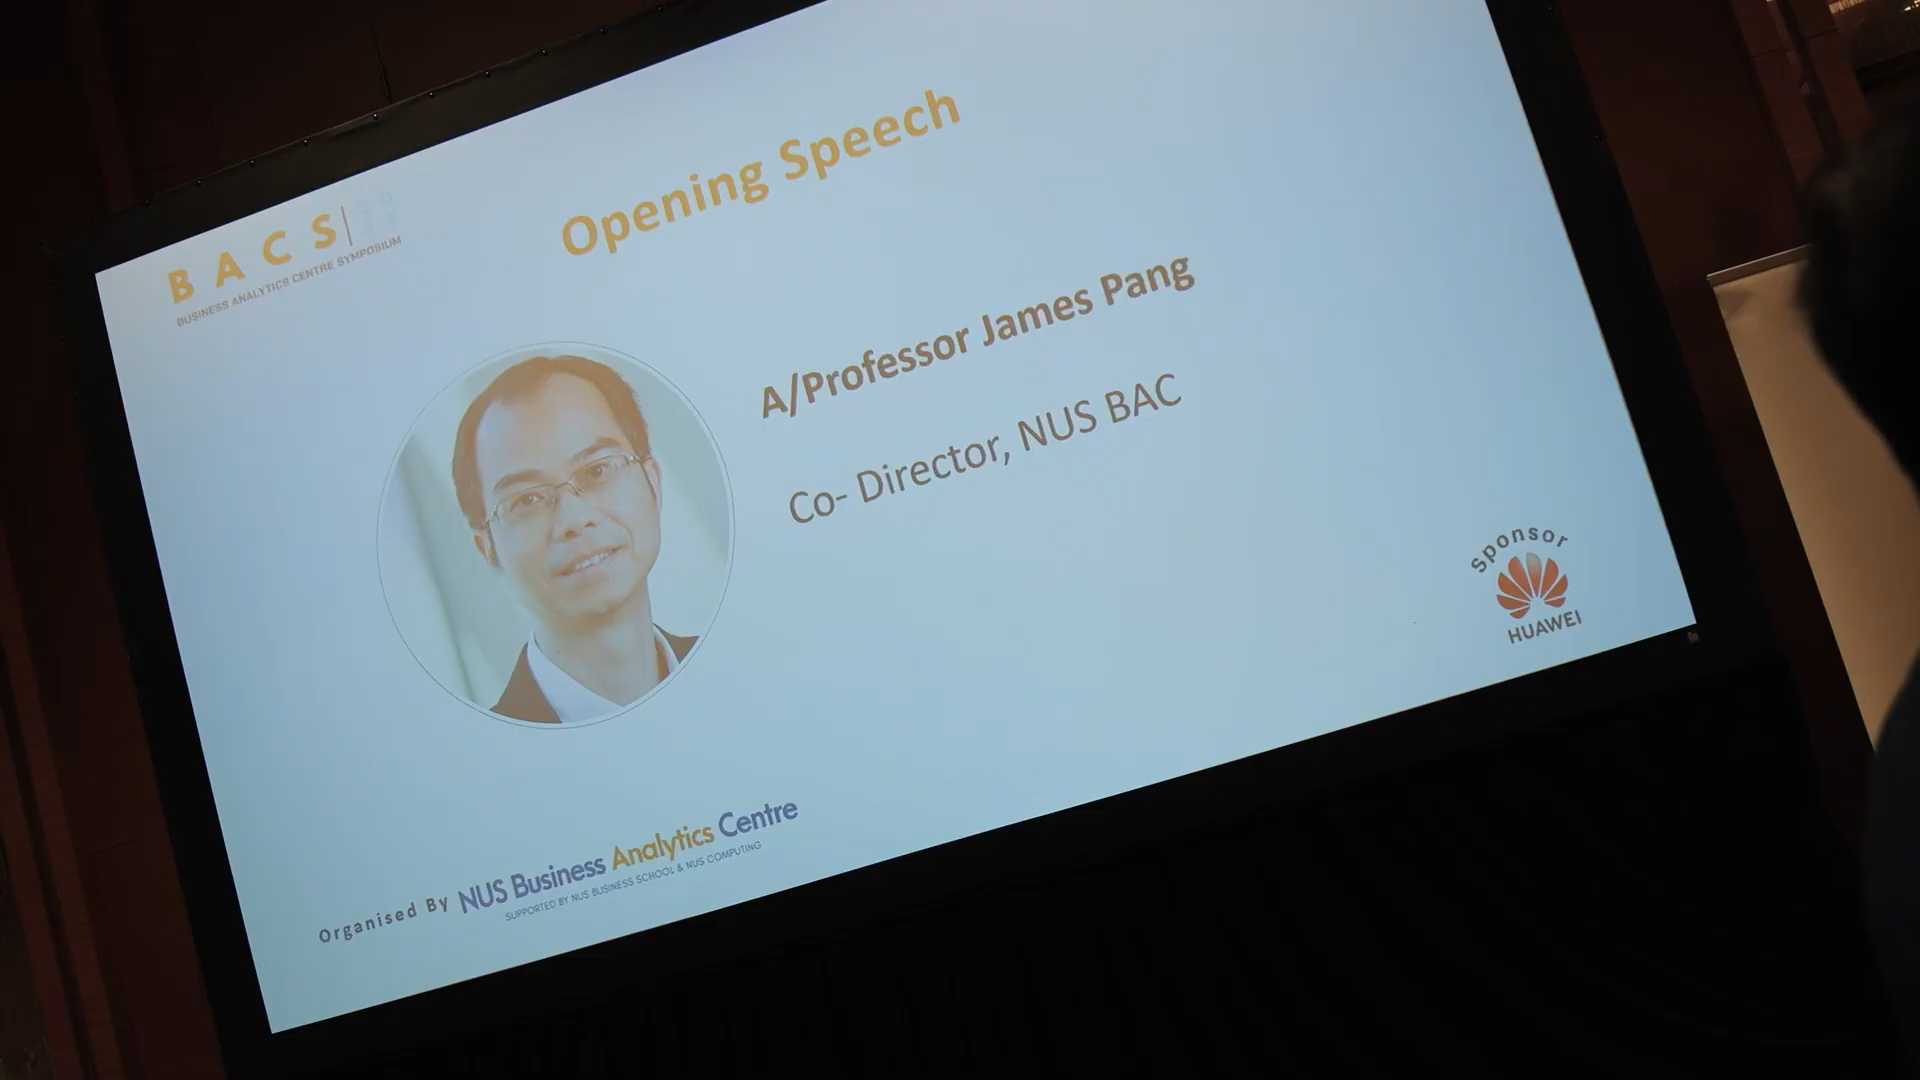 Opening Speech
B A C S
BUSINESS ANALYTICS CENTRE SYMPOSIUM
A/Professor James Pang
Co- Director, NUS BAC
sponsor
HUAWEI
Organised By NUS Business Analytics Centre
SUPPORTED BY NUS BUSINESS SCHOOL & NUS COMPUTING